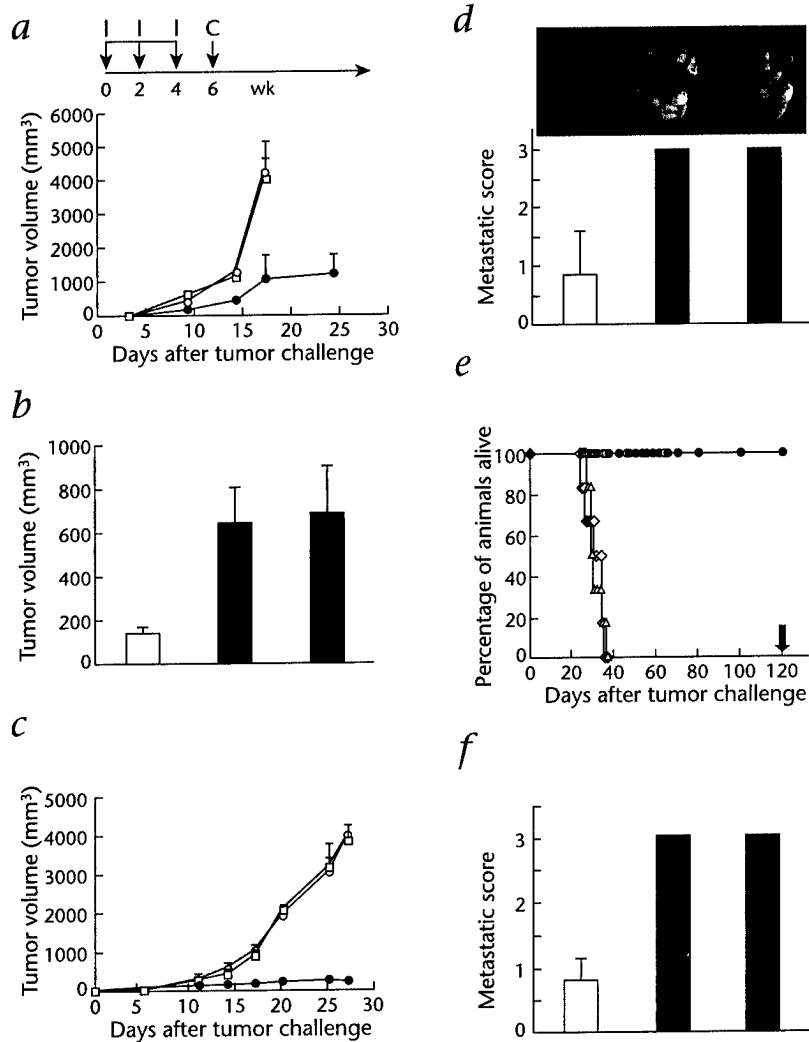 a
I I I C
0 2 4 6 wk
Tumor volume (mm³)
6000
5000
4000
3000
2000
1000
0
0 5 10 15 20 25 30
Days after tumor challenge
b
Tumor volume (mm³)
1000
800
600
400
200
0
c
Tumor volume (mm³)
5000
4000
3000
2000
1000
0
0 5 10 15 20 25 30
Days after tumor challenge
d
Metastatic score
3
2
1
0
e
Percentage of animals alive
100
80
60
40
20
0
0 20 40 60 80 100 120
Days after tumor challenge
f
Metastatic score
3
2
1
0